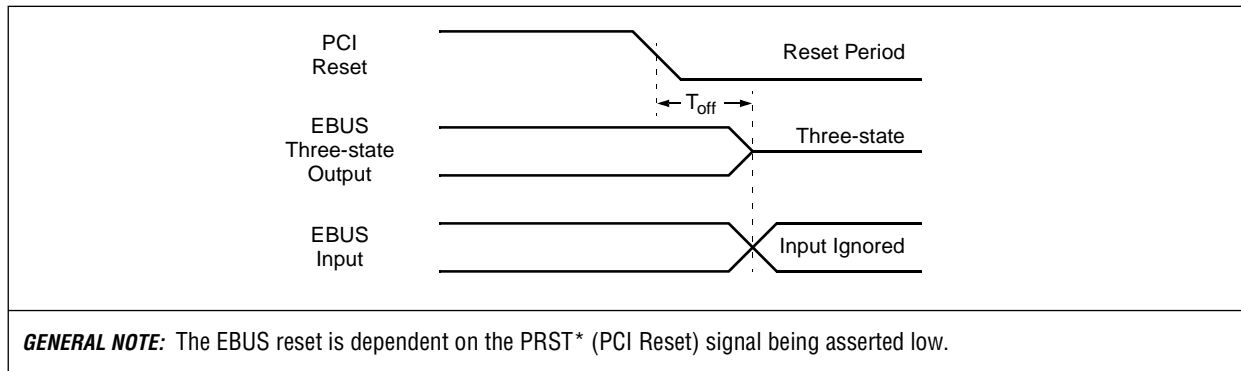 PCI
Reset
Reset Period
Toff
EBUS
Three-state
Output
Three-state
EBUS
Input
Input Ignored
GENERAL NOTE: The EBUS reset is dependent on the PRST* (PCI Reset) signal being asserted low.